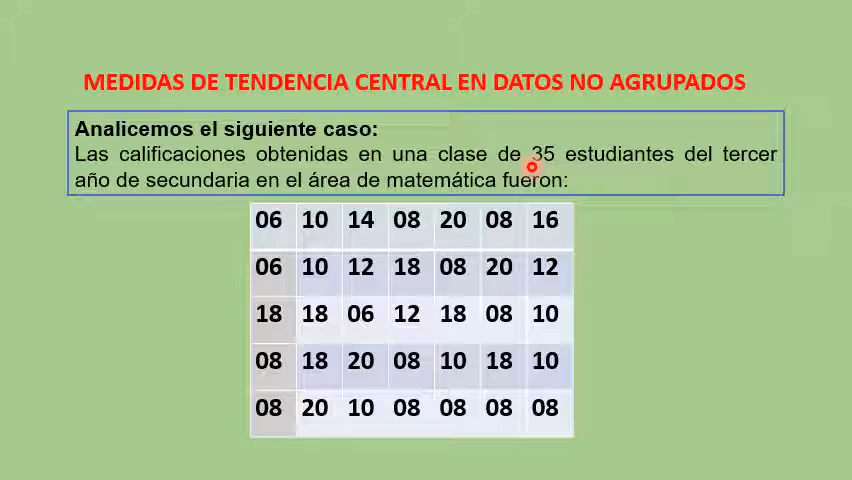 MEDIDAS DE TENDENCIA CENTRAL EN DATOS NO AGRUPADOS
Analicemos el siguiente caso:
Las calificaciones obtenidas en una clase de 35 estudiantes del tercer
año de secundaria en el área de matemática fueron:
06 10 14 08 20 08 16
06 10 12 18 08 20 12
18 18 06 12 18 08 10
08 18 20 08 10 18 10
08 20 10 08 08 08 08